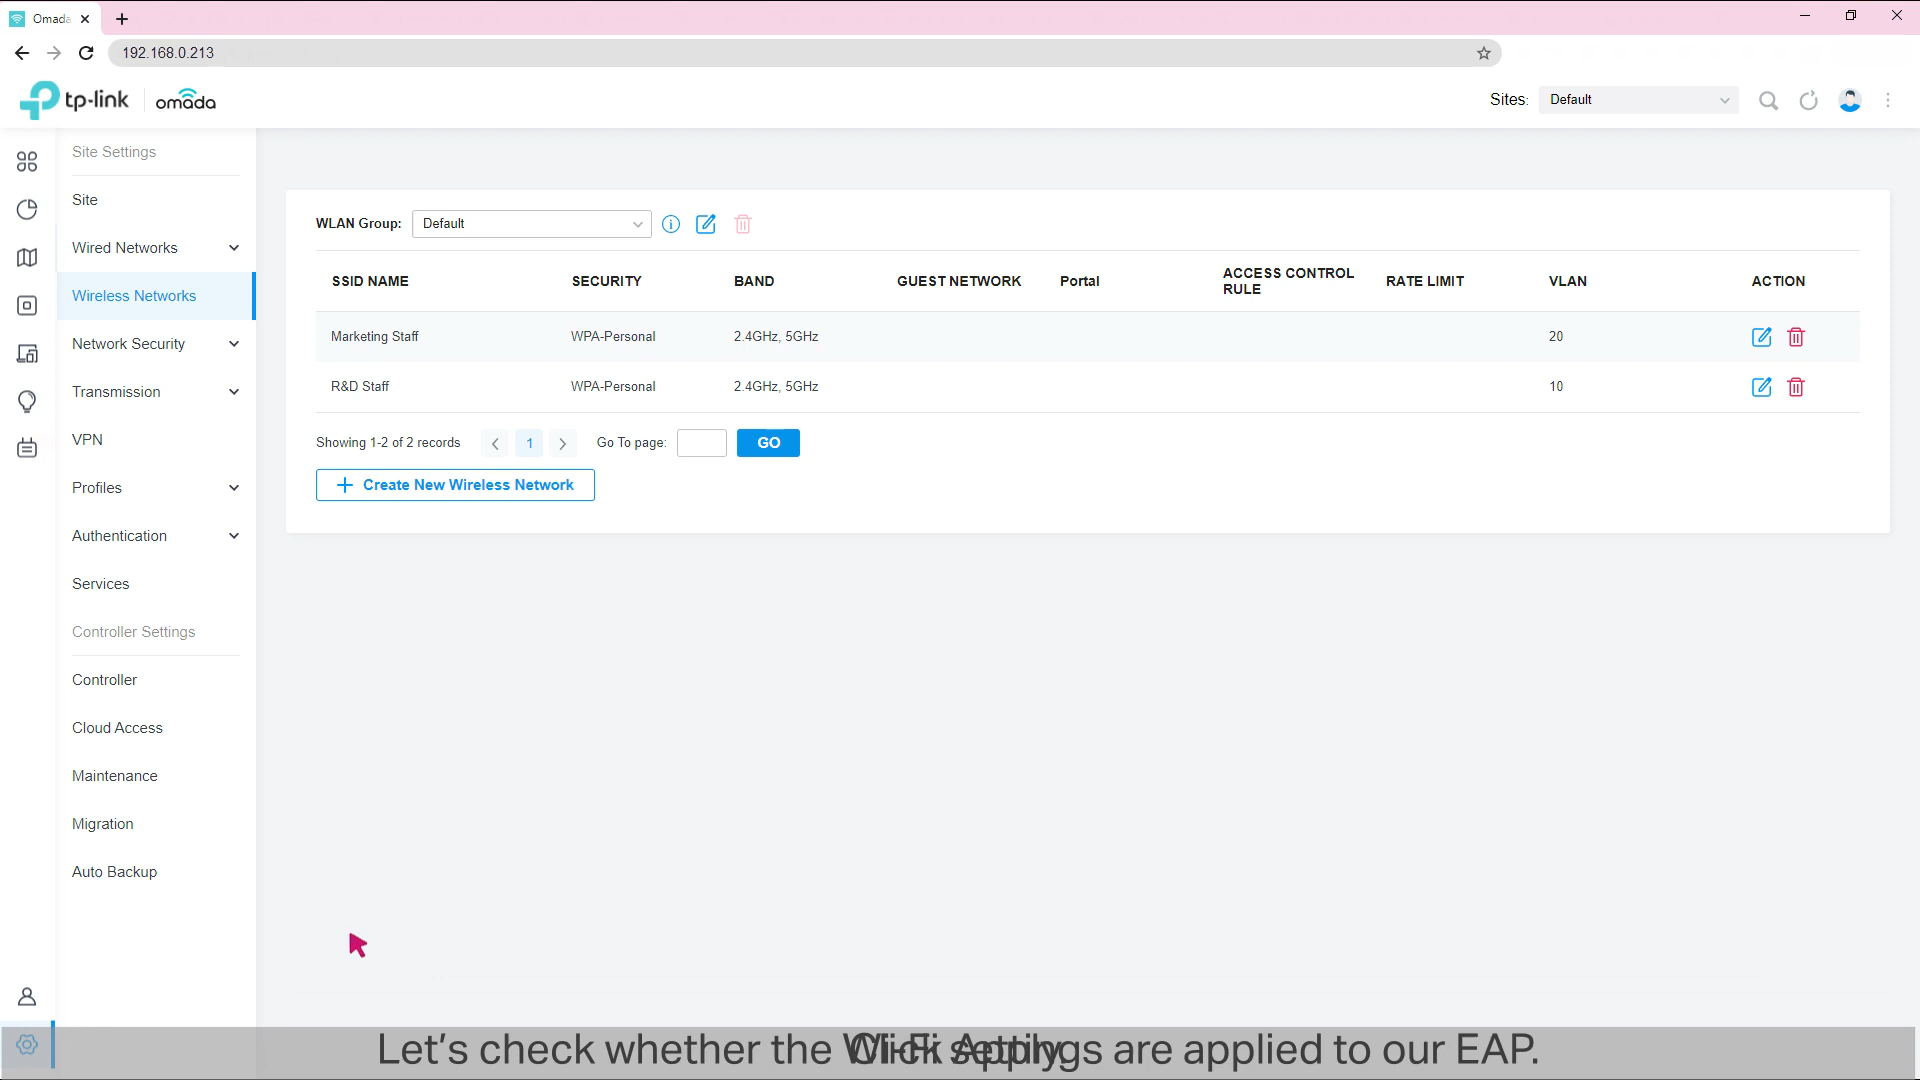 Omada
192.168.0.213
tp-link omada
Sites: Default
Site Settings
Site
Wired Networks
Wireless Networks
Network Security
Transmission
VPN
Profiles
Authentication
Services
Controller Settings
Controller
Cloud Access
Maintenance
Migration
Auto Backup
WLAN Group: Default
SSID NAME SECURITY BAND GUEST NETWORK Portal ACCESS CONTROL RULE RATE LIMIT VLAN ACTION
Marketing Staff WPA-Personal 2.4GHz, 5GHz 20
R&D Staff WPA-Personal 2.4GHz, 5GHz 10
Showing 1-2 of 2 records 1 Go To page: GO
Create New Wireless Network
Let's check whether the Wi-Fi settings are applied to our EAP.
Click Apply.